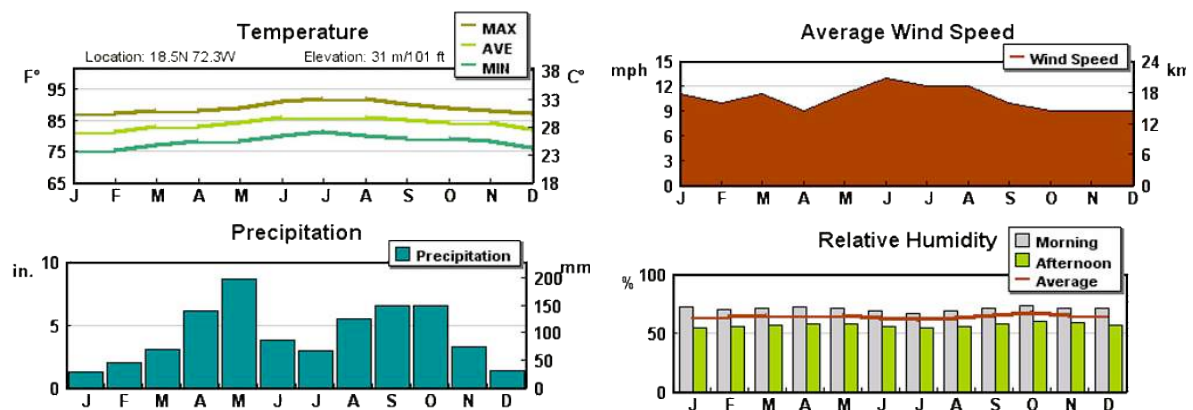 Temperature
Location: 18.5N 72.3W Elevation: 31 m/101 ft
MAX
AVE
MIN
F° C°
95
85
75
65
38
33
28
23
18
J F M A M J J A S O N D
Average Wind Speed
mph km
Wind Speed
15
12
9
6
3
0
24
18
12
6
0
J F M A M J J A S O N D
Precipitation
in. mm
Precipitation
10
5
0
200
150
100
50
0
J F M A M J J A S O N D
Relative Humidity
%
Morning
Afternoon
Average
100
50
0
J F M A M J J A S O N D